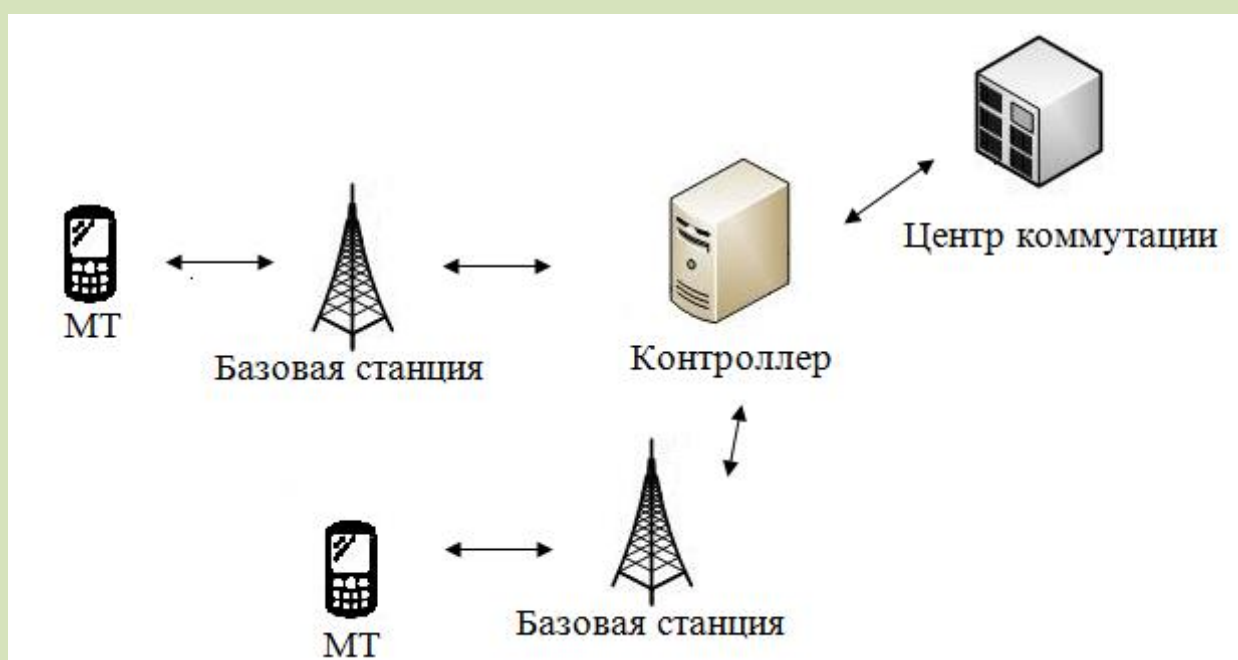 Центр коммутации
МТ
Базовая станция
Контроллер
МТ
Базовая станция